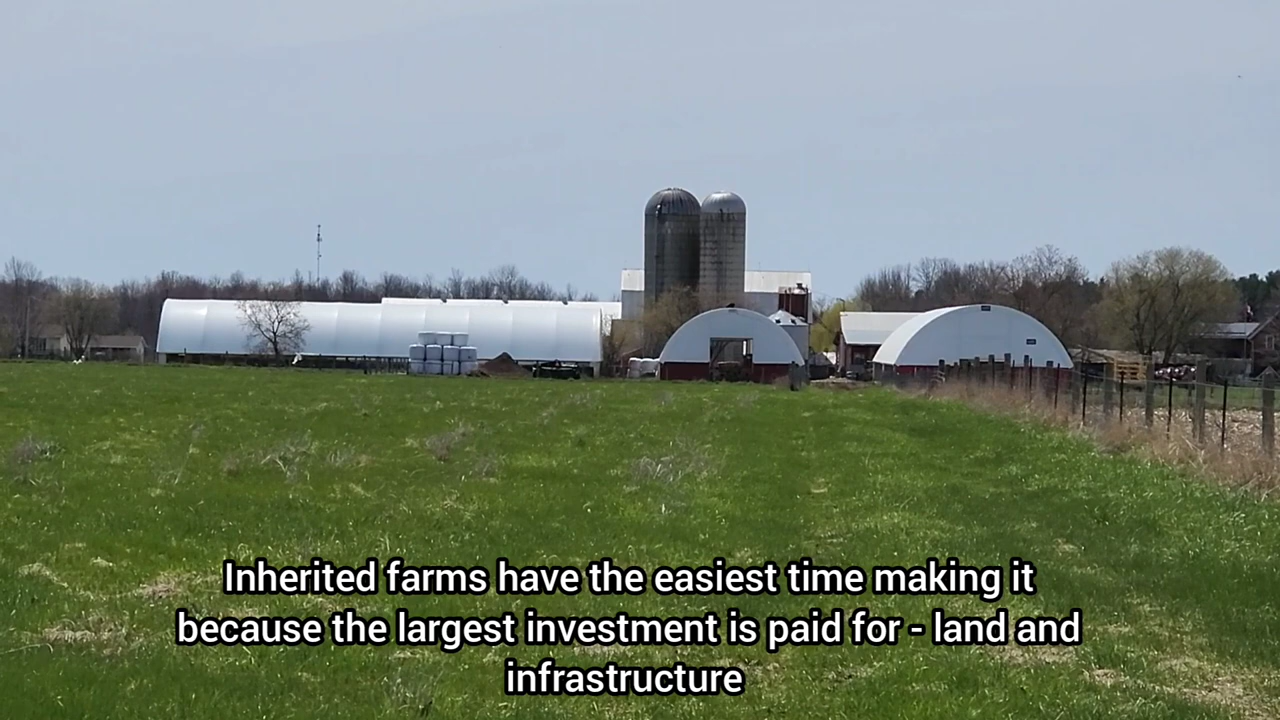 Inherited farms have the easiest time making it
because the largest investment is paid for - land and
infrastructure